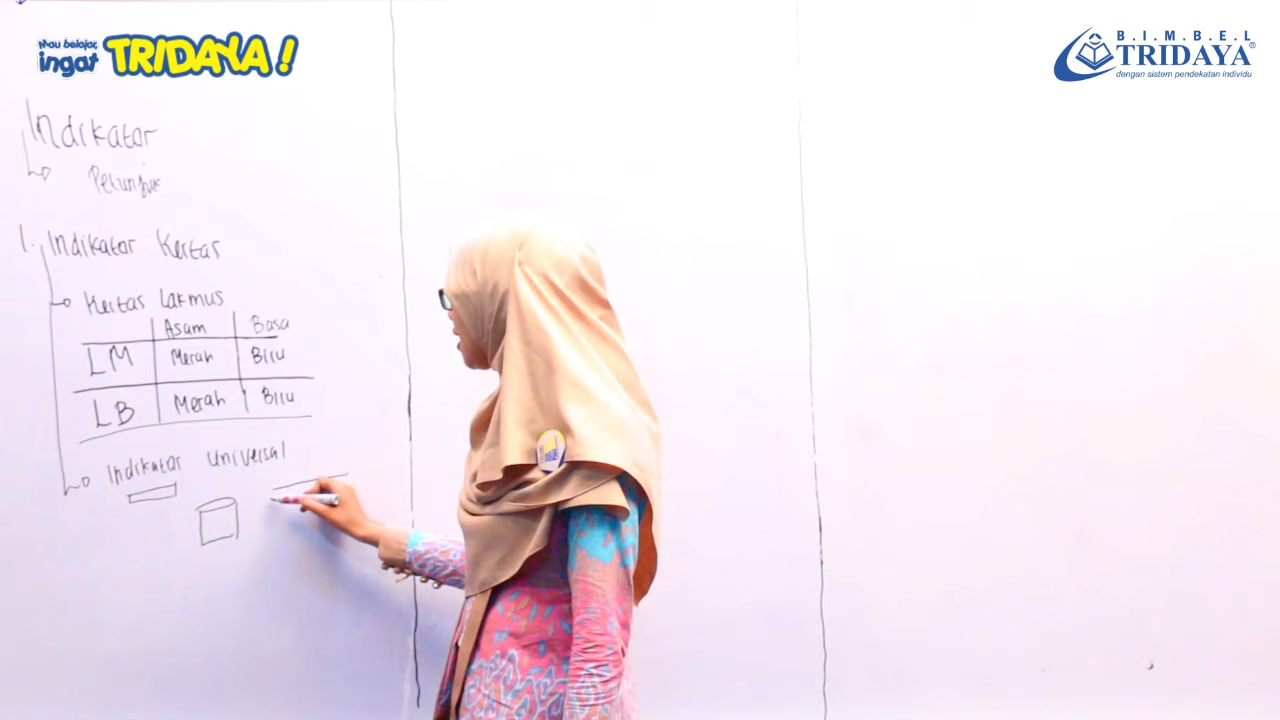 Mau belajar,
ingat TRIDAYA!
B.I.M.B.E.L
TRIDAYA®
dengan sistem pendekatan individu
Indikator
Petunjuk
1. Indikator Kertas
Kertas Lakmus
Asam Basa
LM Merah Biru
LB Merah Biru
Indikator Universal